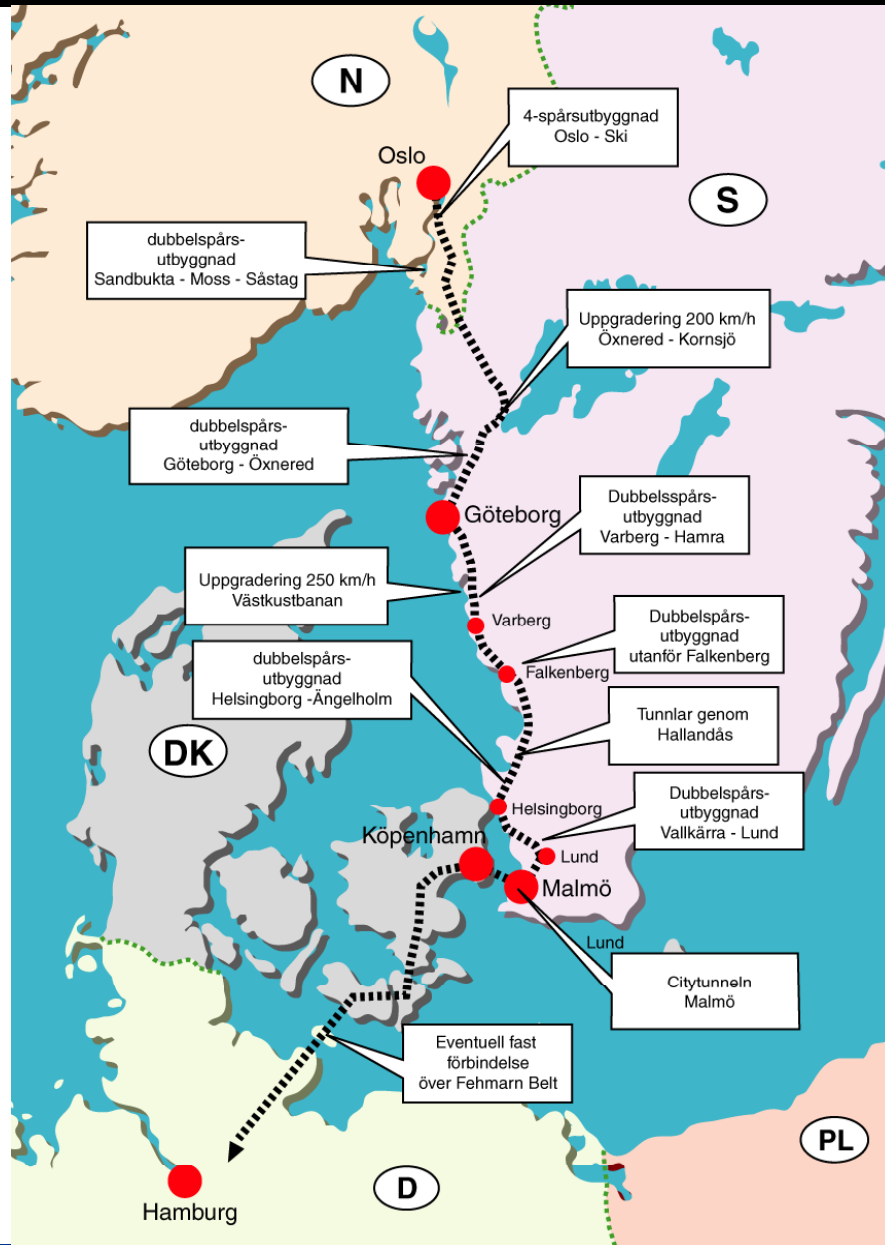 N
4-spårsutbyggnad
Oslo - Ski
Oslo
S
dubbelspårs-
utbyggnad
Sandbukta - Moss - Såstag
Uppgradering 200 km/h
Öxnered - Kornsjö
dubbelspårs-
utbyggnad
Göteborg - Öxnered
Göteborg
Dubbelsspårs-
utbyggnad
Varberg - Hamra
Uppgradering 250 km/h
Västkustbanan
Varberg
Dubbelspårs-
utbyggnad
utanför Falkenberg
dubbelspårs-
utbyggnad
Helsingborg -Ängelholm
Falkenberg
Tunnlar genom
Hallandås
DK
Dubbelspårs-
utbyggnad
Vallkärra - Lund
Helsingborg
Köpenhamn
Lund
Malmö
Lund
Citytunneln
Malmö
Eventuell fast
förbindelse
över Fehmarn Belt
PL
D
Hamburg